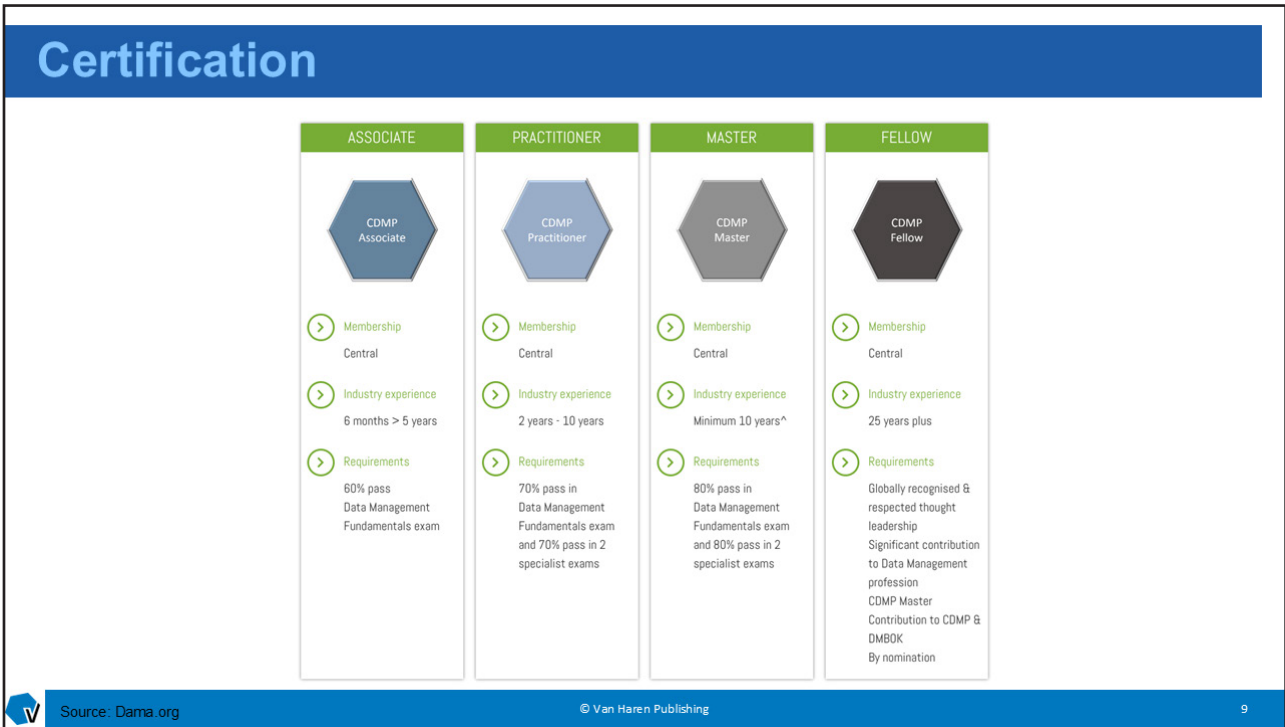 Certification
ASSOCIATE
CDMP
Associate
Membership
Central
Industry experience
6 months > 5 years
Requirements
60% pass
Data Management
Fundamentals exam
PRACTITIONER
CDMP
Practitioner
Membership
Central
Industry experience
2 years - 10 years
Requirements
70% pass in
Data Management
Fundamentals exam
and 70% pass in 2
specialist exams
MASTER
CDMP
Master
Membership
Central
Industry experience
Minimum 10 years^
Requirements
80% pass in
Data Management
Fundamentals exam
and 80% pass in 2
specialist exams
FELLOW
CDMP
Fellow
Membership
Central
Industry experience
25 years plus
Requirements
Globally recognised &
respected thought
leadership
Significant contribution
to Data Management
profession
CDMP Master
Contribution to CDMP &
DMBOK
By nomination
V
Source: Dama.org
© Van Haren Publishing
9